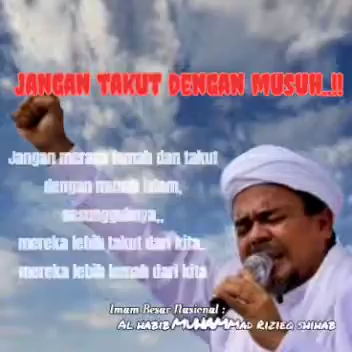 JANGAN TAKUT DENGAN MUSUH..!!
Jangan merasa lemah dan takut
dengan musuh Islam,
sesungguhnya,,
mereka lebih takut dari kita..
mereka lebih lemah dari kita
Imam Besar Nasional :
AL HABIB MUHAMMAD RIZIEQ SHIHAB